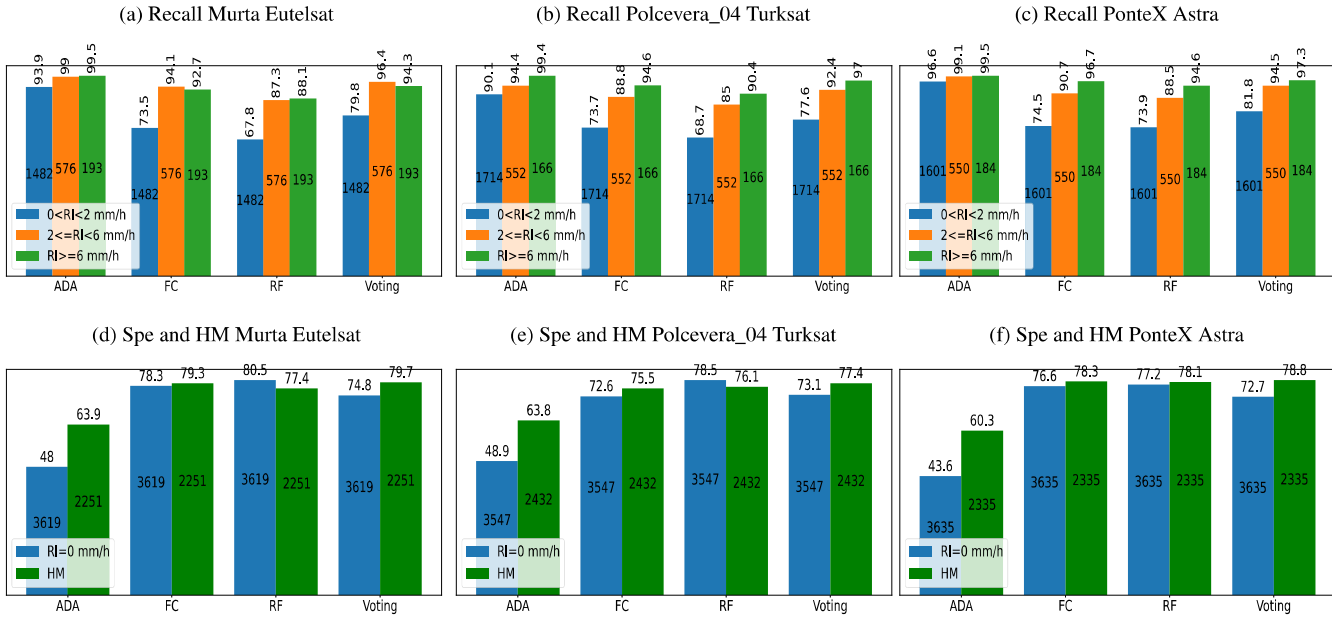 (a) Recall Murta Eutelsat
93.9 99 99.5 73.5 94.1 92.7 67.8 87.3 88.1 79.8 96.4 94.3
1482 576 193 1482 576 193 1482 576 193 1482 576 193
0<RI<2 mm/h
2<=RI<6 mm/h
RI>=6 mm/h
ADA FC RF Voting
(b) Recall Polcevera_04 Turksat
90.1 94.4 99.4 73.7 88.8 94.6 68.7 85 90.4 77.6 92.4 97
1714 552 166 1714 552 166 1714 552 166 1714 552 166
0<RI<2 mm/h
2<=RI<6 mm/h
RI>=6 mm/h
ADA FC RF Voting
(c) Recall PonteX Astra
96.6 99.1 99.5 74.5 90.7 96.7 73.9 88.5 94.6 81.8 94.5 97.3
1601 550 184 1601 550 184 1601 550 184 1601 550 184
0<RI<2 mm/h
2<=RI<6 mm/h
RI>=6 mm/h
ADA FC RF Voting
(d) Spe and HM Murta Eutelsat
48 63.9 78.3 79.3 80.5 77.4 74.8 79.7
3619 2251 3619 2251 3619 2251 3619 2251
RI=0 mm/h
HM
ADA FC RF Voting
(e) Spe and HM Polcevera_04 Turksat
48.9 63.8 72.6 75.5 78.5 76.1 73.1 77.4
3547 2432 3547 2432 3547 2432 3547 2432
RI=0 mm/h
HM
ADA FC RF Voting
(f) Spe and HM PonteX Astra
43.6 60.3 76.6 78.3 77.2 78.1 72.7 78.8
3635 2335 3635 2335 3635 2335 3635 2335
RI=0 mm/h
HM
ADA FC RF Voting